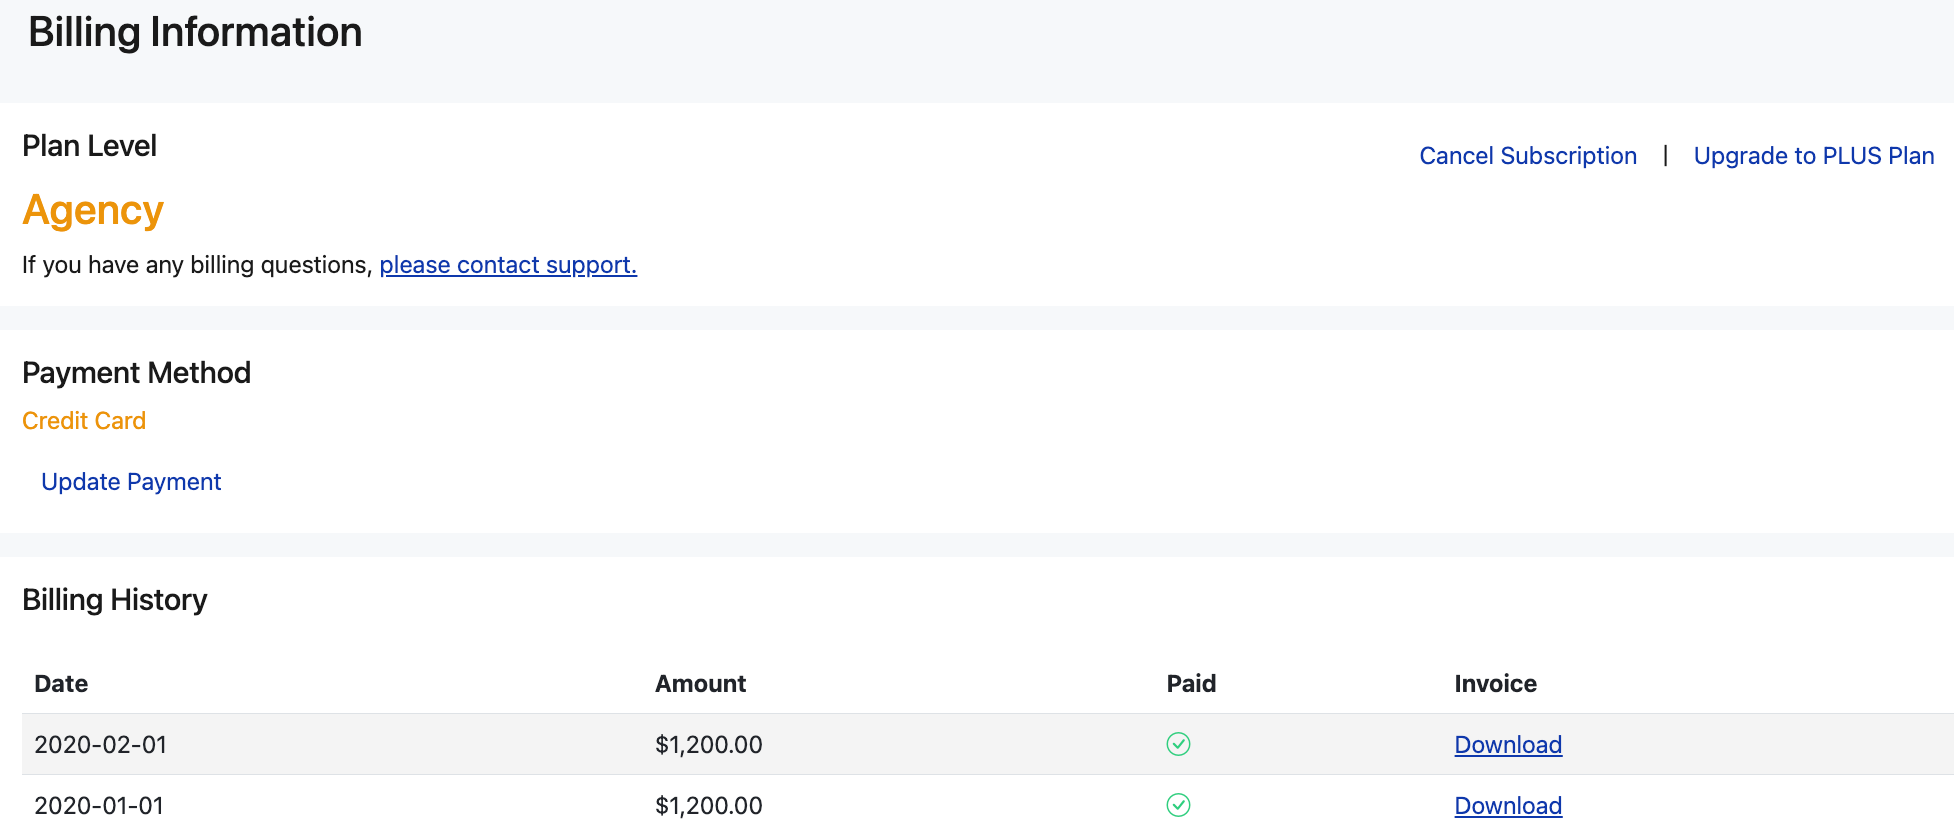 Billing Information
Plan Level
Cancel Subscription | Upgrade to PLUS Plan
Agency
If you have any billing questions, please contact support.
Payment Method
Credit Card
Update Payment
Billing History
Date Amount Paid Invoice
2020-02-01 $1,200.00 Download
2020-01-01 $1,200.00 Download